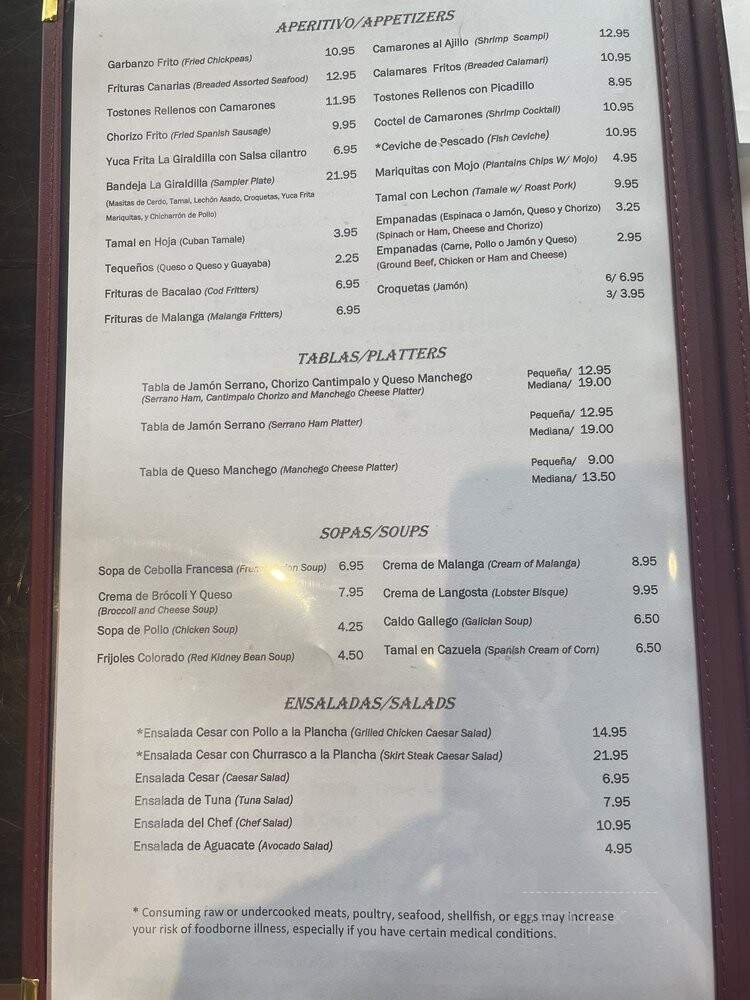 APERITIVO/APPETIZERS
Garbanzo Frito (Fried Chickpeas) 10.95
Frituras Canarias (Breaded Assorted Seafood) 12.95
Tostones Rellenos con Camarones 11.95
Chorizo Frito (Fried Spanish Sausage) 9.95
Yuca Frita La Giraldilla con Salsa cilantro 6.95
Bandeja La Giraldilla (Sampler Plate) 21.95
(Masitas de Cerdo, Tamal, Lechón Asado, Croquetas, Yuca Frita
Mariquitas, y Chicharrón de Pollo)
Tamal en Hoja (Cuban Tamale) 3.95
Tequeños (Queso o Queso y Guayaba) 2.25
Frituras de Bacalao (Cod Fritters) 6.95
Frituras de Malanga (Malanga Fritters) 6.95
Camarones al Ajillo (Shrimp Scampi) 12.95
Calamares Fritos (Breaded Calamari) 10.95
Tostones Rellenos con Picadillo 8.95
Coctel de Camarones (Shrimp Cocktail) 10.95
*Ceviche de Pescado (Fish Ceviche) 10.95
Mariquitas con Mojo (Plantains Chips W/ Mojo) 4.95
Tamal con Lechon (Tamale w/ Roast Pork) 9.95
Empanadas (Espinaca o Jamón, Queso y Chorizo) 3.25
(Spinach or Ham, Cheese and Chorizo)
Empanadas (Carne, Pollo o Jamón y Queso) 2.95
(Ground Beef, Chicken or Ham and Cheese)
Croquetas (Jamón) 6/ 6.95
3/ 3.95
TABLAS/PLATTERS
Tabla de Jamón Serrano, Chorizo Cantimpalo y Queso Manchego Pequeña/ 12.95
(Serrano Ham, Cantimpalo Chorizo and Manchego Cheese Platter) Mediana/ 19.00
Tabla de Jamón Serrano (Serrano Ham Platter) Pequeña/ 12.95
Mediana/ 19.00
Tabla de Queso Manchego (Manchego Cheese Platter) Pequeña/ 9.00
Mediana/ 13.50
SOPAS/SOUPS
Sopa de Cebolla Francesa Soup) 6.95
Crema de Brócoli Y Queso 7.95
(Broccoli and Cheese Soup)
Sopa de Pollo (Chicken Soup) 4.25
Frijoles Colorado (Red Kidney Bean Soup) 4.50
Crema de Malanga (Cream of Malanga) 8.95
Crema de Langosta (Lobster Bisque) 9.95
Caldo Gallego (Galician Soup) 6.50
Tamal en Cazuela (Spanish Cream of Corn) 6.50
ENSALADAS/SALADS
*Ensalada Cesar con Pollo a la Plancha (Grilled Chicken Caesar Salad) 14.95
*Ensalada Cesar con Churrasco a la Plancha (Skirt Steak Caesar Salad) 21.95
Ensalada Cesar (Caesar Salad) 6.95
Ensalada de Tuna (Tuna Salad) 7.95
Ensalada del Chef (Chef Salad) 10.95
Ensalada de Aguacate (Avocado Salad) 4.95
* Consuming raw or undercooked meats, poultry, seafood, shellfish, or eggs may increase
your risk of foodborne illness, especially if you have certain medical conditions.